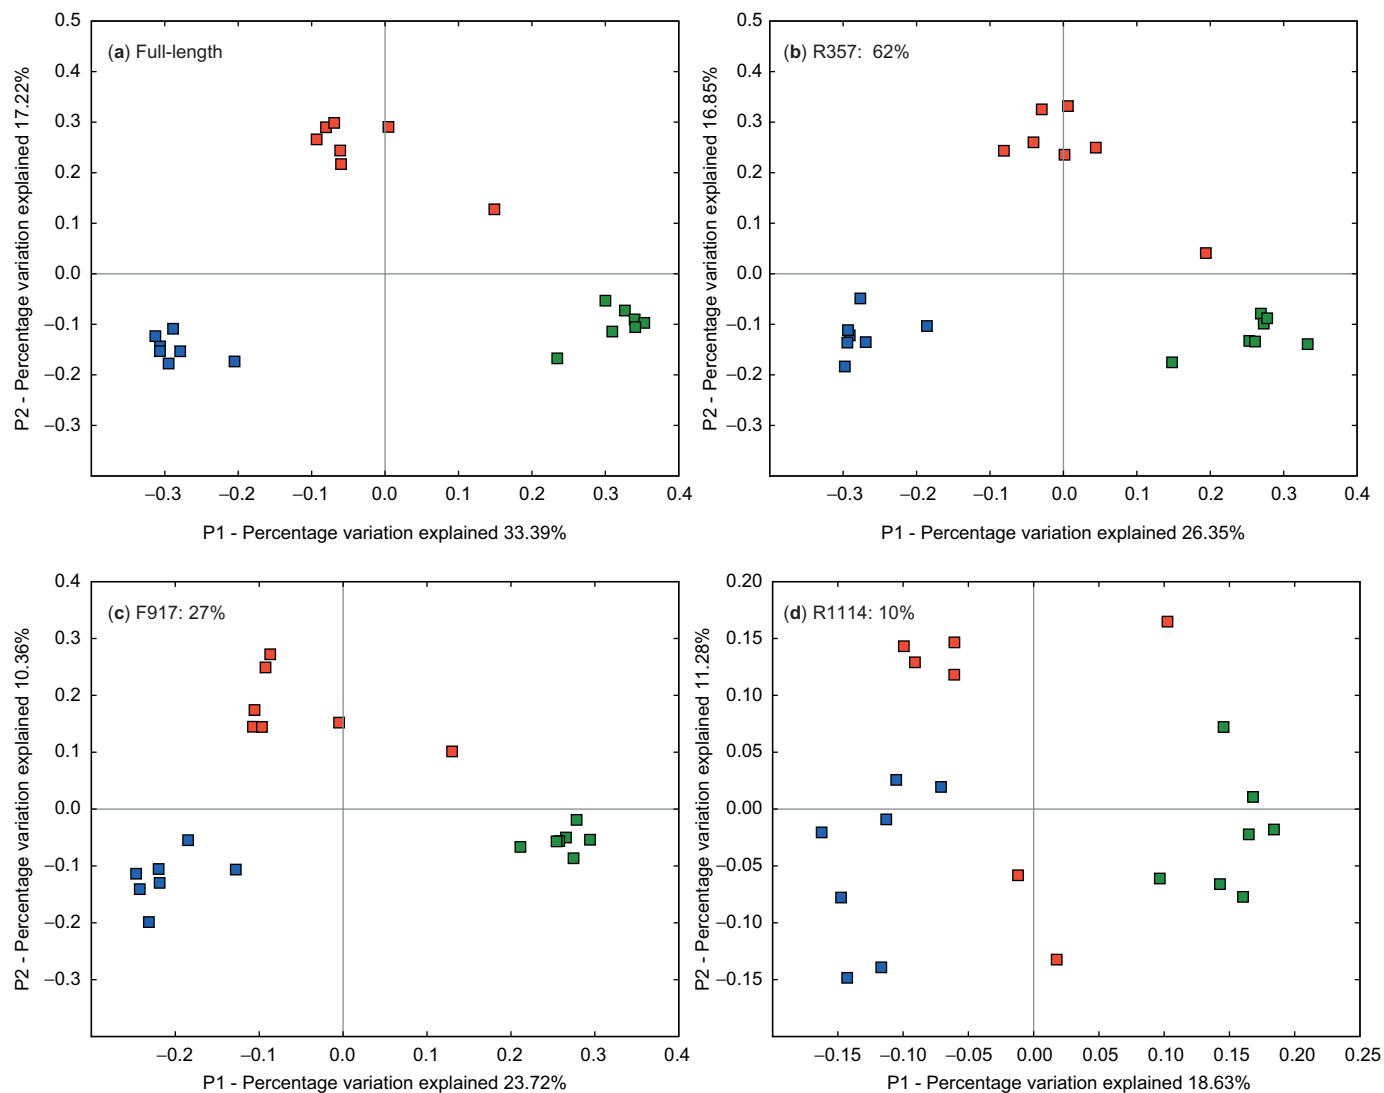 (a) Full-length
0.5
0.4
0.3
0.2
0.1
0.0
−0.1
−0.2
−0.3
P2 - Percentage variation explained 17.22%
−0.3 −0.2 −0.1 0.0 0.1 0.2 0.3 0.4
P1 - Percentage variation explained 33.39%
(b) R357: 62%
0.5
0.4
0.3
0.2
0.1
0.0
−0.1
−0.2
−0.3
P2 - Percentage variation explained 16.85%
−0.3 −0.2 −0.1 0.0 0.1 0.2 0.3 0.4
P1 - Percentage variation explained 26.35%
(c) F917: 27%
0.4
0.3
0.2
0.1
0.0
−0.1
−0.2
−0.3
P2 - Percentage variation explained 10.36%
−0.2 −0.1 0.0 0.1 0.2 0.3 0.4
P1 - Percentage variation explained 23.72%
(d) R1114: 10%
0.20
0.15
0.10
0.05
0.00
−0.05
−0.10
−0.15
P2 - Percentage variation explained 11.28%
−0.15 −0.10 −0.05 0.00 0.05 0.10 0.15 0.20 0.25
P1 - Percentage variation explained 18.63%